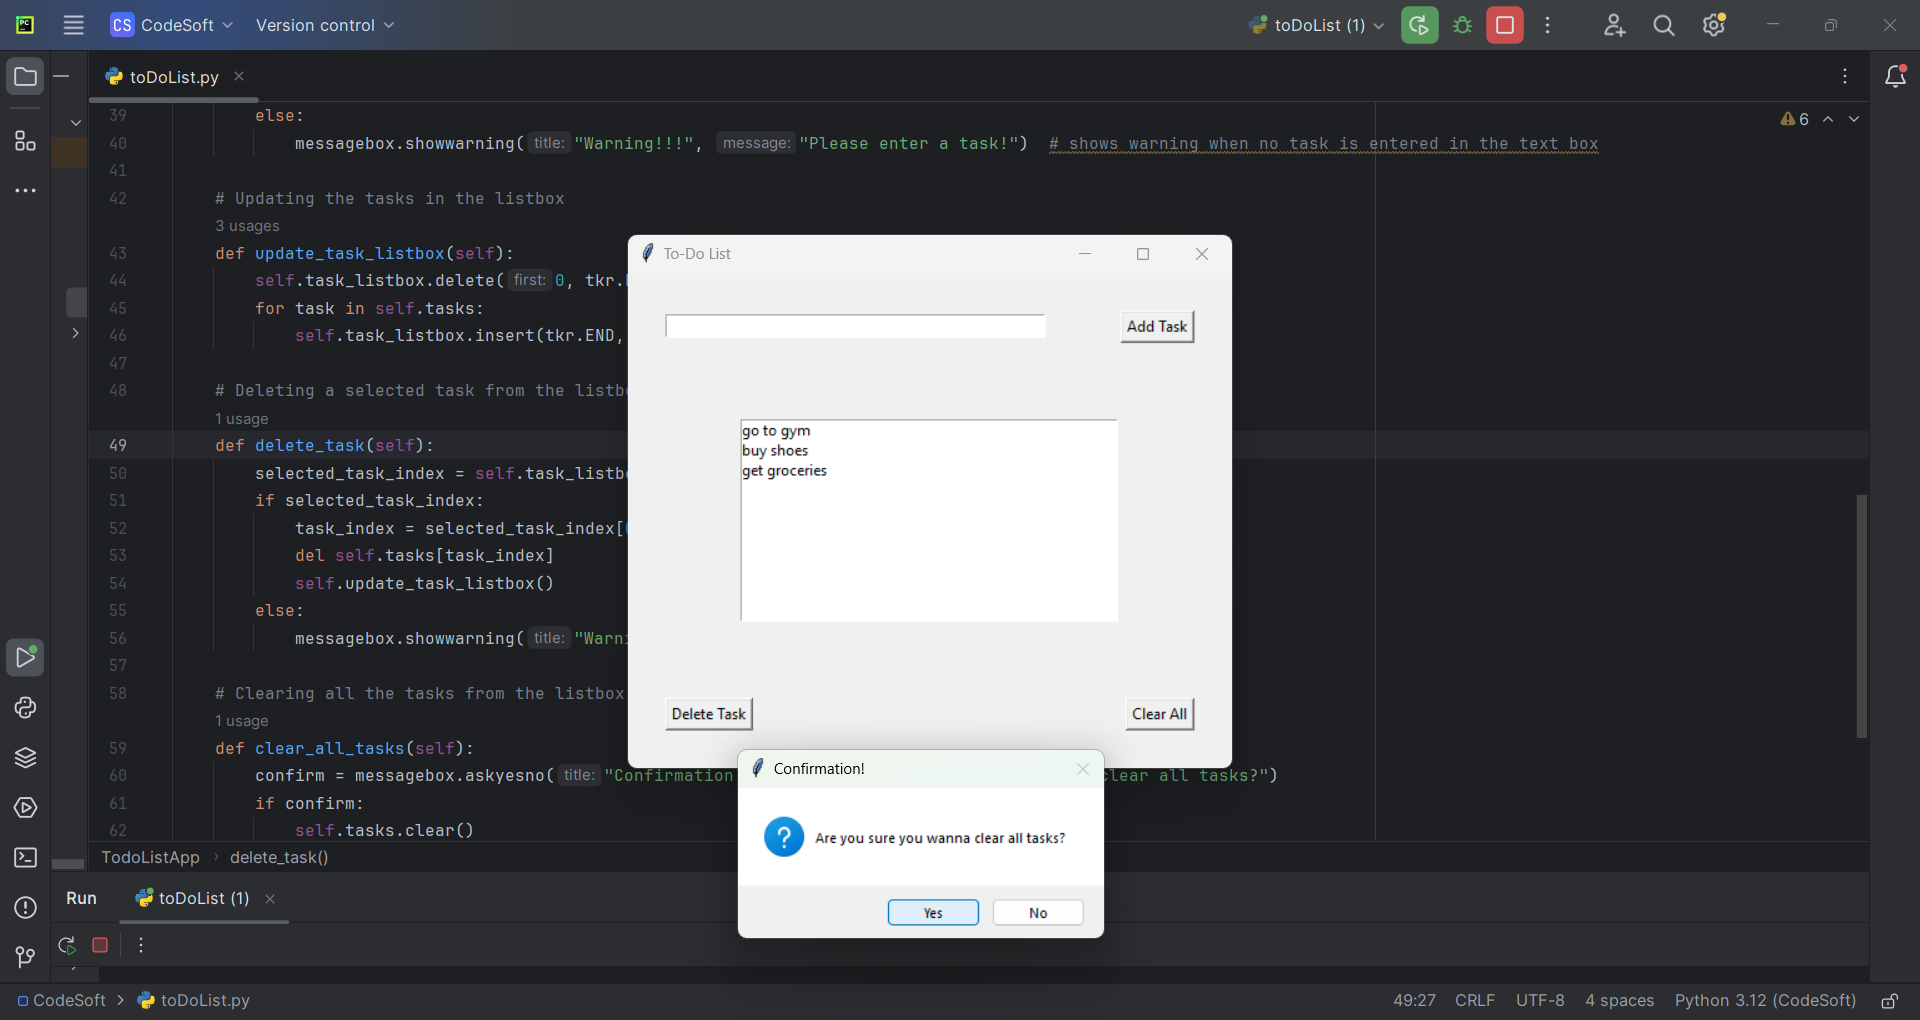 PC CS CodeSoft Version control toDoList (1)
toDoList.py
39 else:
40 messagebox.showwarning( title: "Warning!!!", message: "Please enter a task!") # shows warning when no task is entered in the text box
6
41
42 # Updating the tasks in the listbox
3 usages
43 def update_task_listbox(self):
44 self.task_listbox.delete( first: 0, tkr.
45 for task in self.tasks:
46 self.task_listbox.insert(tkr.END,
47
48 # Deleting a selected task from the listb
1 usage
49 def delete_task(self):
50 selected_task_index = self.task_listb
51 if selected_task_index:
52 task_index = selected_task_index[
53 del self.tasks[task_index]
54 self.update_task_listbox()
55 else:
56 messagebox.showwarning( title: "Warn
57
58 # Clearing all the tasks from the listbox
1 usage
59 def clear_all_tasks(self):
60 confirm = messagebox.askyesno( title: "Confirmation clear all tasks?")
61 if confirm:
62 self.tasks.clear()
To-Do List
Add Task
go to gym
buy shoes
get groceries
Delete Task Clear All
Confirmation!
? Are you sure you wanna clear all tasks?
Yes No
TodoListApp › delete_task()
Run toDoList (1)
CodeSoft > toDoList.py 49:27 CRLF UTF-8 4 spaces Python 3.12 (CodeSoft)